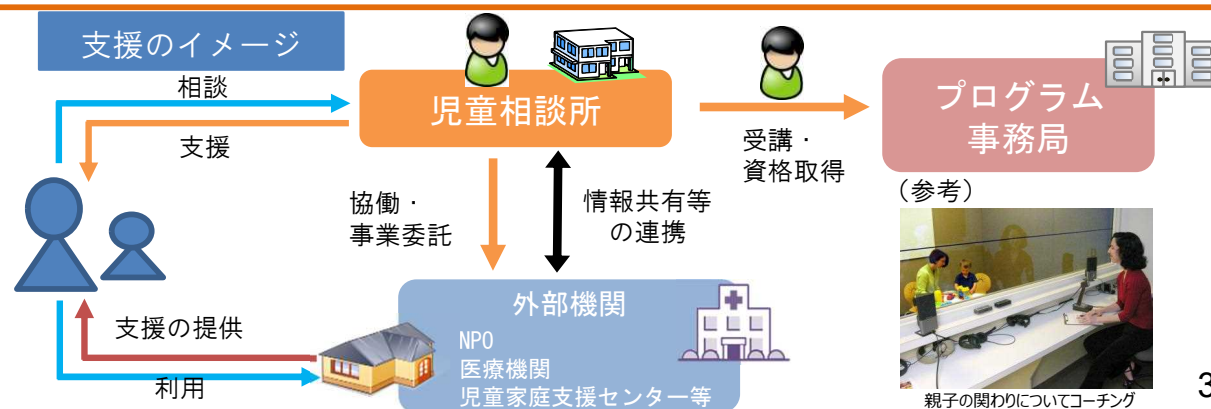 支援のイメージ
相談
支援
児童相談所
受講・
資格取得
プログラム
事務局
協働・
事業委託
情報共有等
の連携
（参考）
外部機関
NPO
医療機関
児童家庭支援センター等
支援の提供
利用
親子の関わりについてコーチング
3